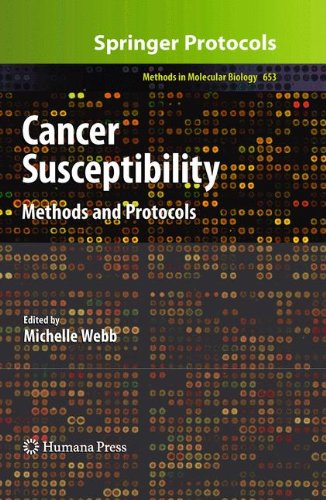 Springer Protocols
Methods in Molecular Biology 653
Cancer
Susceptibility
Methods and Protocols
Edited by
Michelle Webb
Humana Press